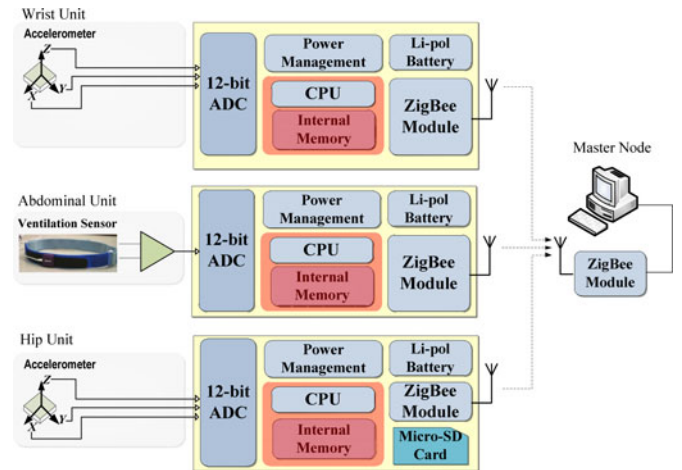 Wrist Unit
Accelerometer
Z
X
Y
12-bit
ADC
Power
Management
Li-pol
Battery
CPU
Internal
Memory
ZigBee
Module
Master Node
ZigBee
Module
Abdominal Unit
Ventilation Sensor
12-bit
ADC
Power
Management
Li-pol
Battery
CPU
Internal
Memory
ZigBee
Module
Hip Unit
Accelerometer
Z
X
Y
12-bit
ADC
Power
Management
Li-pol
Battery
CPU
Internal
Memory
ZigBee
Module
Micro-SD
Card